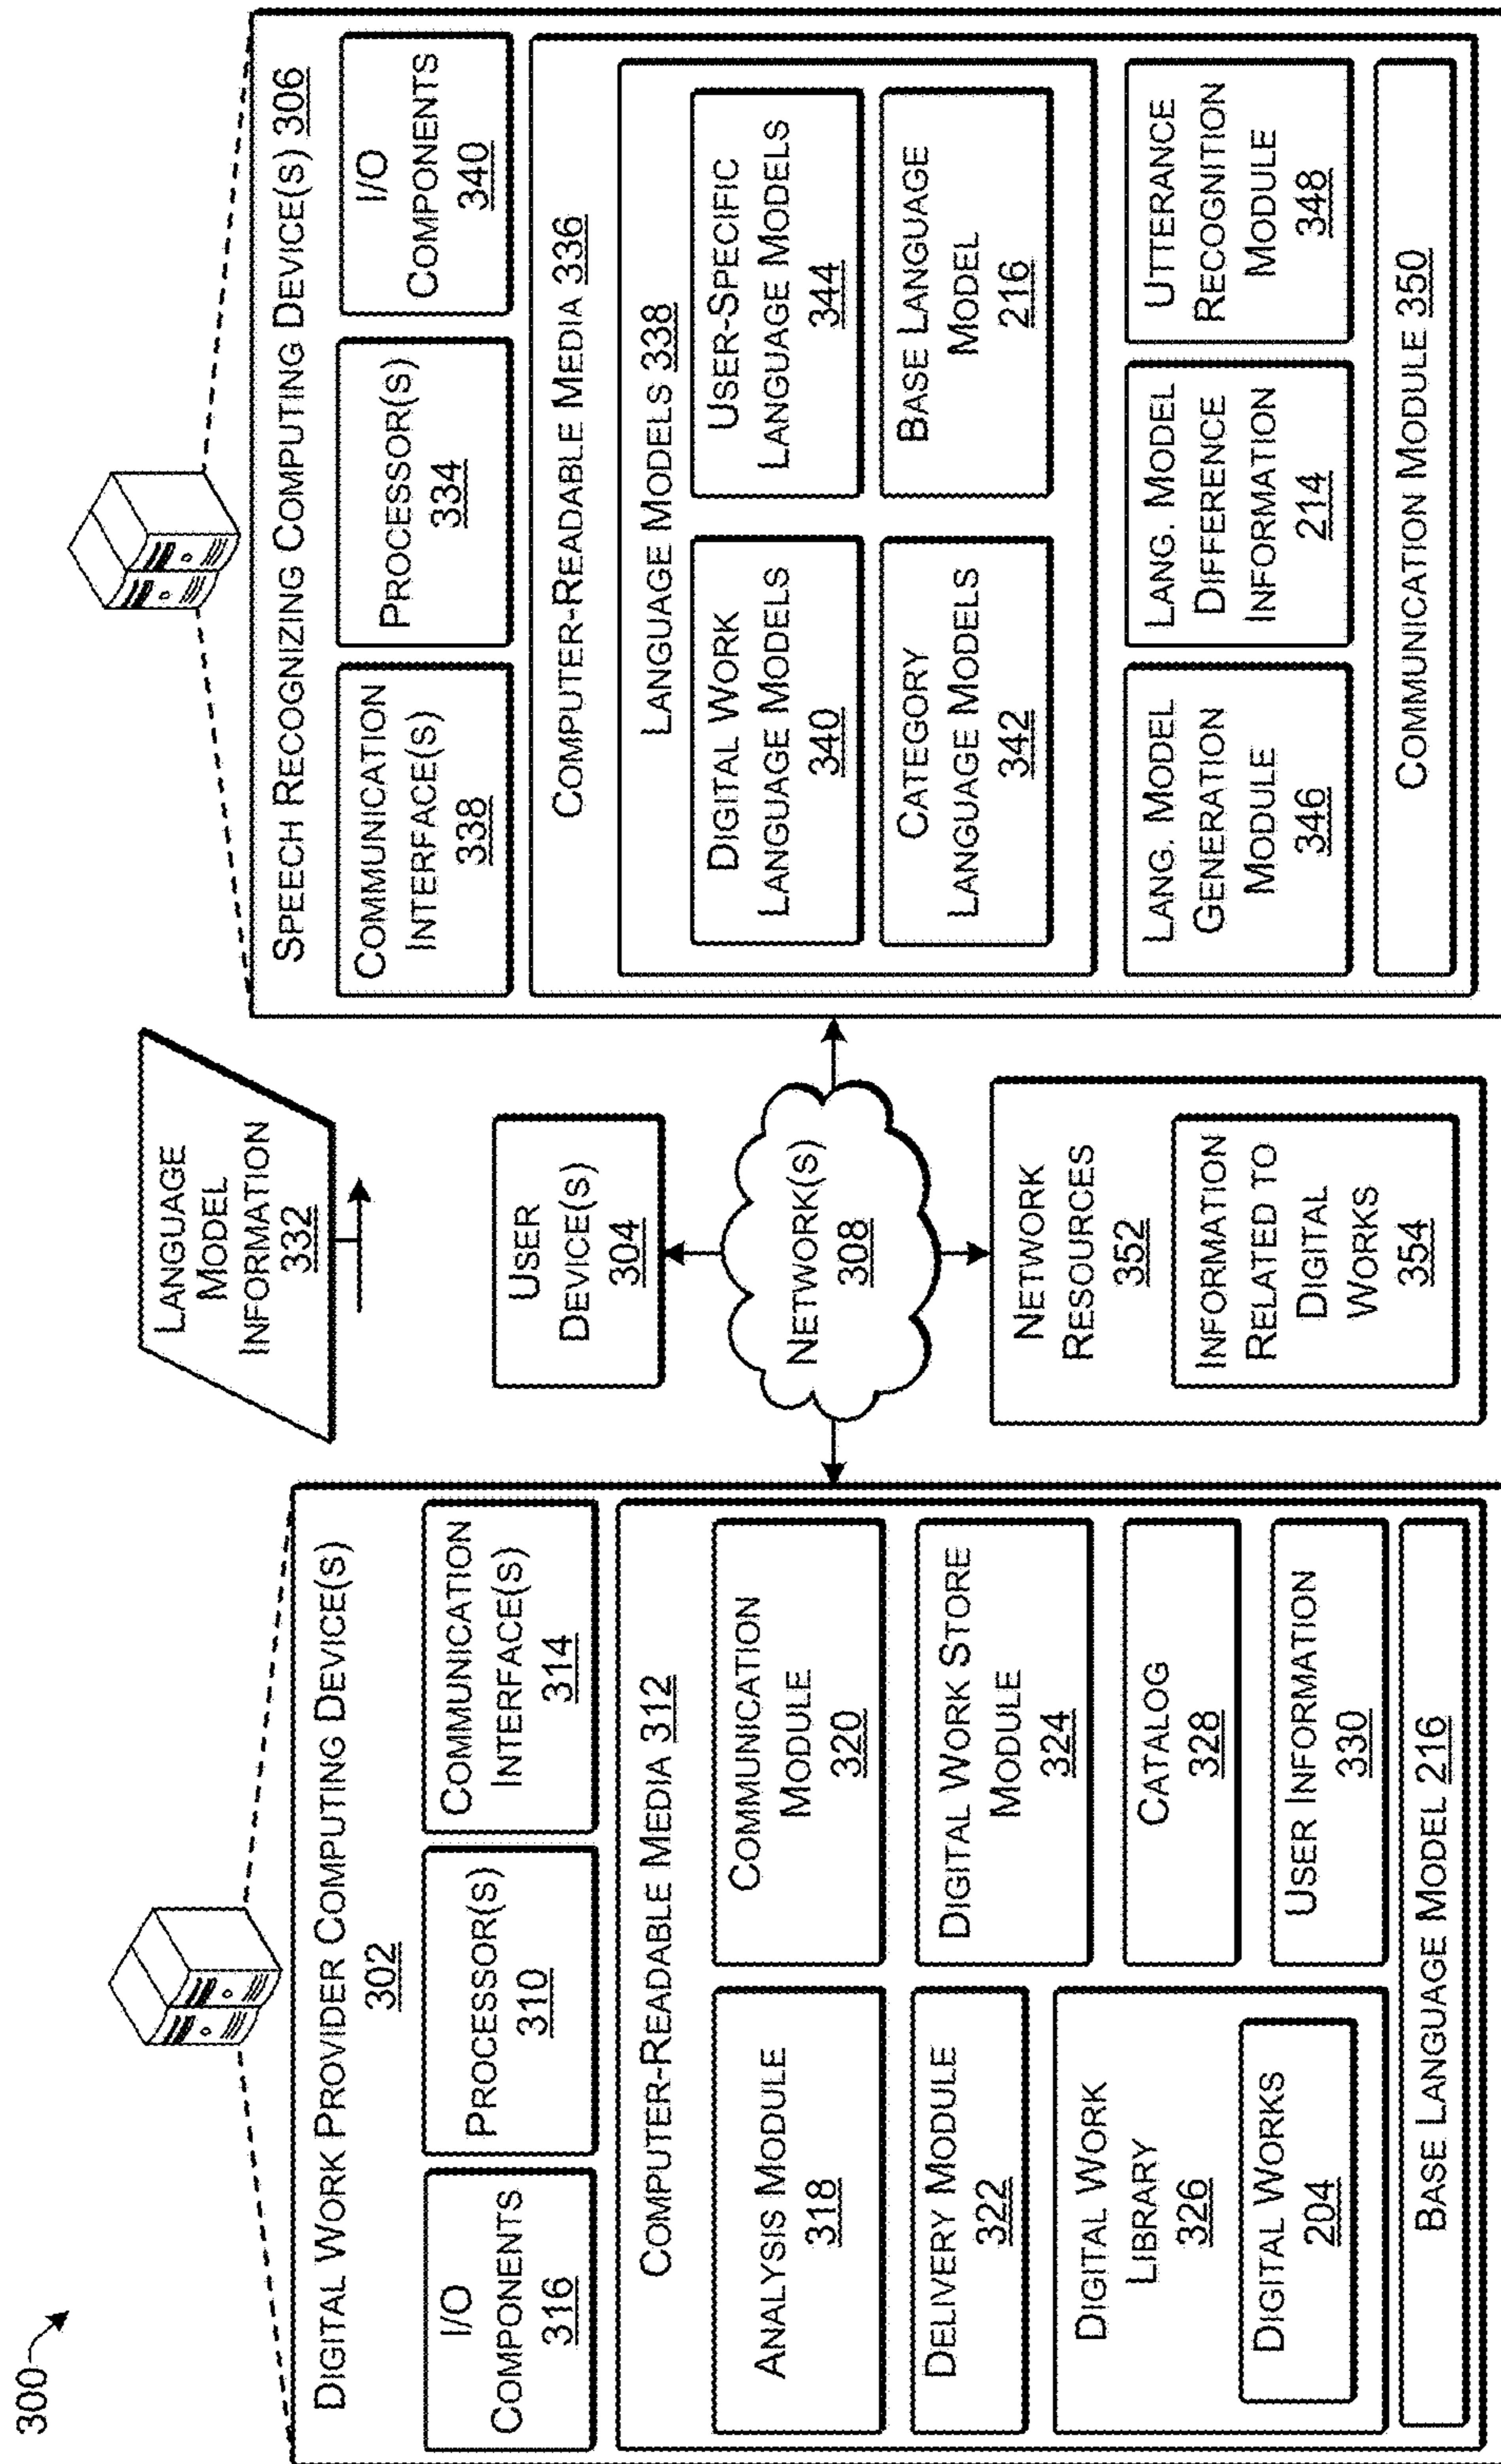 300
DIGITAL WORK PROVIDER COMPUTING DEVICE(S)
302
I/O
COMPONENTS
316
PROCESSOR(S)
310
COMMUNICATION
INTERFACE(S)
314
COMPUTER-READABLE MEDIA 312
ANALYSIS MODULE
318
COMMUNICATION
MODULE
320
DELIVERY MODULE
322
DIGITAL WORK STORE
MODULE
324
DIGITAL WORK
LIBRARY
326
DIGITAL WORKS
204
CATALOG
328
USER INFORMATION
330
BASE LANGUAGE MODEL 216
LANGUAGE
MODEL
INFORMATION
332
USER
DEVICE(S)
304
NETWORK(S)
308
NETWORK
RESOURCES
352
INFORMATION
RELATED TO
DIGITAL
WORKS
354
SPEECH RECOGNIZING COMPUTING DEVICE(S) 306
COMMUNICATION
INTERFACE(S)
338
PROCESSOR(S)
334
I/O
COMPONENTS
340
COMPUTER-READABLE MEDIA 336
LANGUAGE MODELS 338
DIGITAL WORK
LANGUAGE MODELS
340
USER-SPECIFIC
LANGUAGE MODELS
344
CATEGORY
LANGUAGE MODELS
342
BASE LANGUAGE
MODEL
216
LANG. MODEL
GENERATION
MODULE
346
LANG. MODEL
DIFFERENCE
INFORMATION
214
UTTERANCE
RECOGNITION
MODULE
348
COMMUNICATION MODULE 350